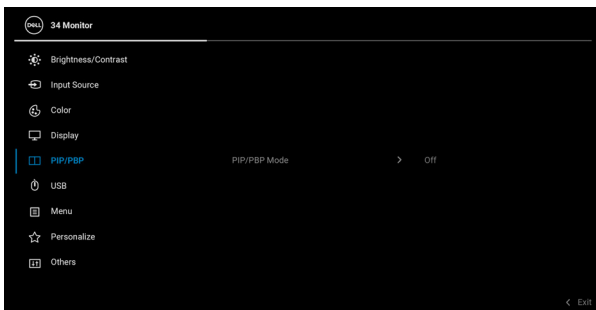 DELL 34 Monitor
Brightness/Contrast
Input Source
Color
Display
PIP/PBP PIP/PBP Mode Off
USB
Menu
Personalize
Others
Exit